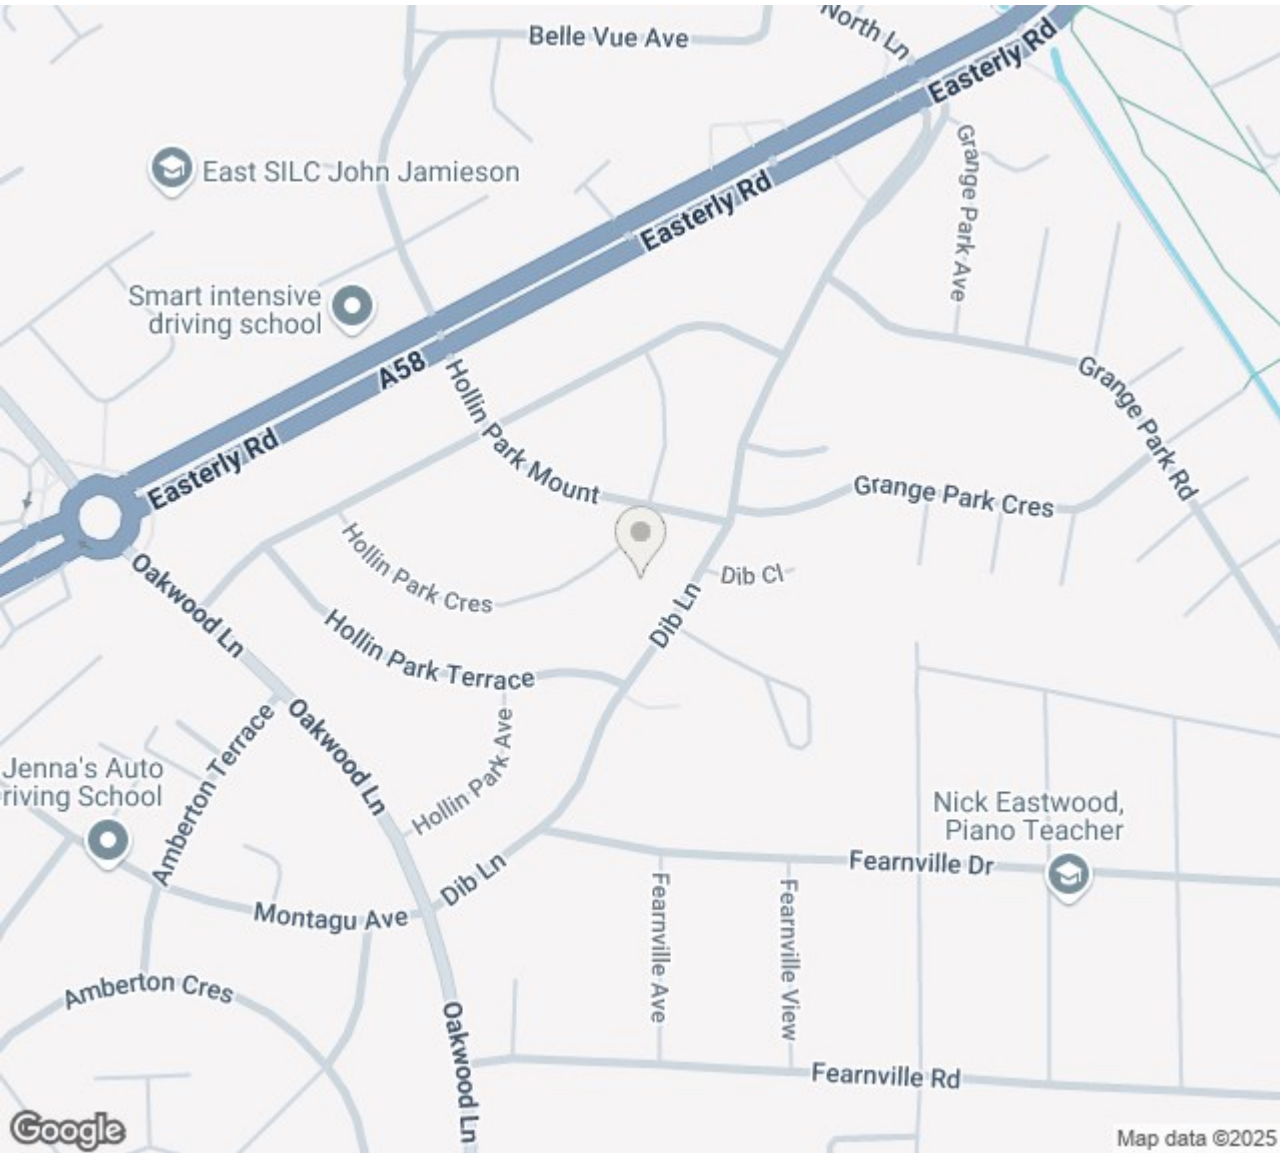 Belle Vue Ave
North Ln
Easterly Rd
Grange Park Ave
East SILC John Jamieson
Easterly Rd
Smart intensive
driving school
A58
Hollin Park Mount
Grange Park Rd
Easterly Rd
Grange Park Cres
Hollin Park Cres
Oakwood Ln
Dib Cl
Dib Ln
Hollin Park Terrace
Oakwood Ln
Amberton Terrace
Hollin Park Ave
Jenna's Auto
riving School
Nick Eastwood,
Piano Teacher
Fearnville Dr
Dib Ln
Montagu Ave
Fearnville Ave
Fearnville View
Amberton Cres
Oakwood Ln
Fearnville Rd
Google
Map data ©2025